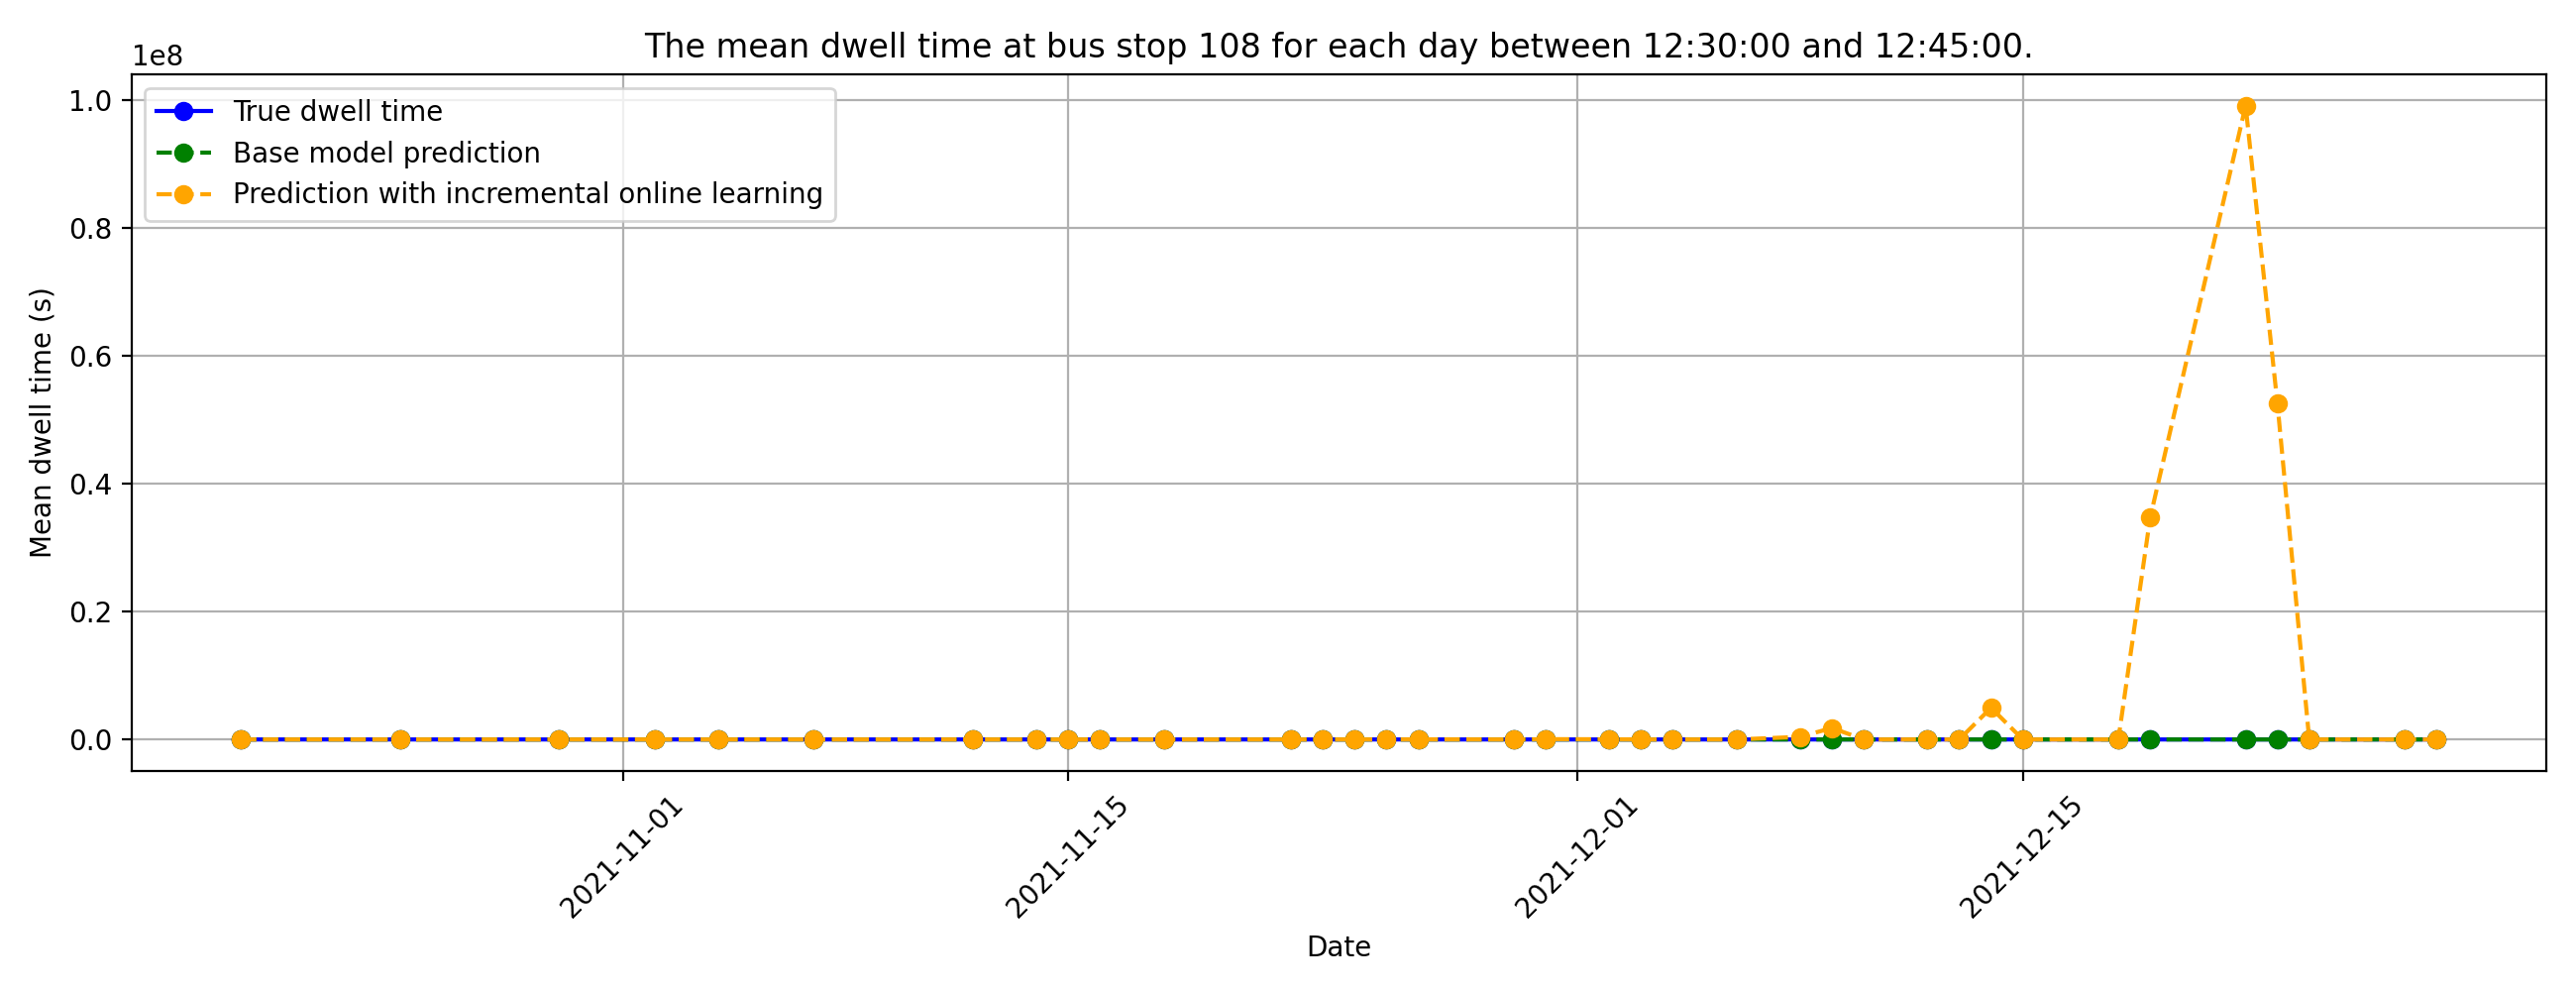 The mean dwell time at bus stop 108 for each day between 12:30:00 and 12:45:00.
1e8
1.0
0.8
0.6
0.4
0.2
0.0
Mean dwell time (s)
True dwell time
Base model prediction
Prediction with incremental online learning
2021-11-01
2021-11-15
2021-12-01
2021-12-15
Date